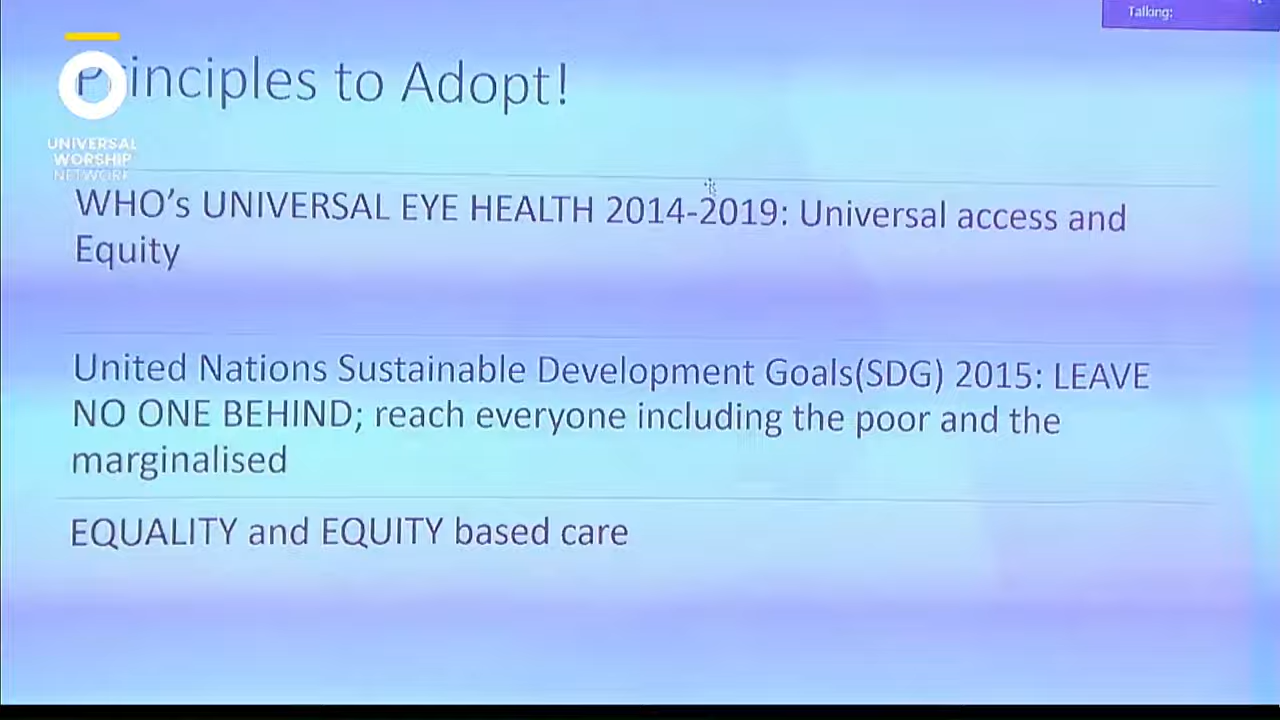 Talking:
Principles to Adopt!
UNIVERSAL
WORSHIP
NETWORK
WHO's UNIVERSAL EYE HEALTH 2014-2019: Universal access and
Equity
United Nations Sustainable Development Goals(SDG) 2015: LEAVE
NO ONE BEHIND; reach everyone including the poor and the
marginalised
EQUALITY and EQUITY based care